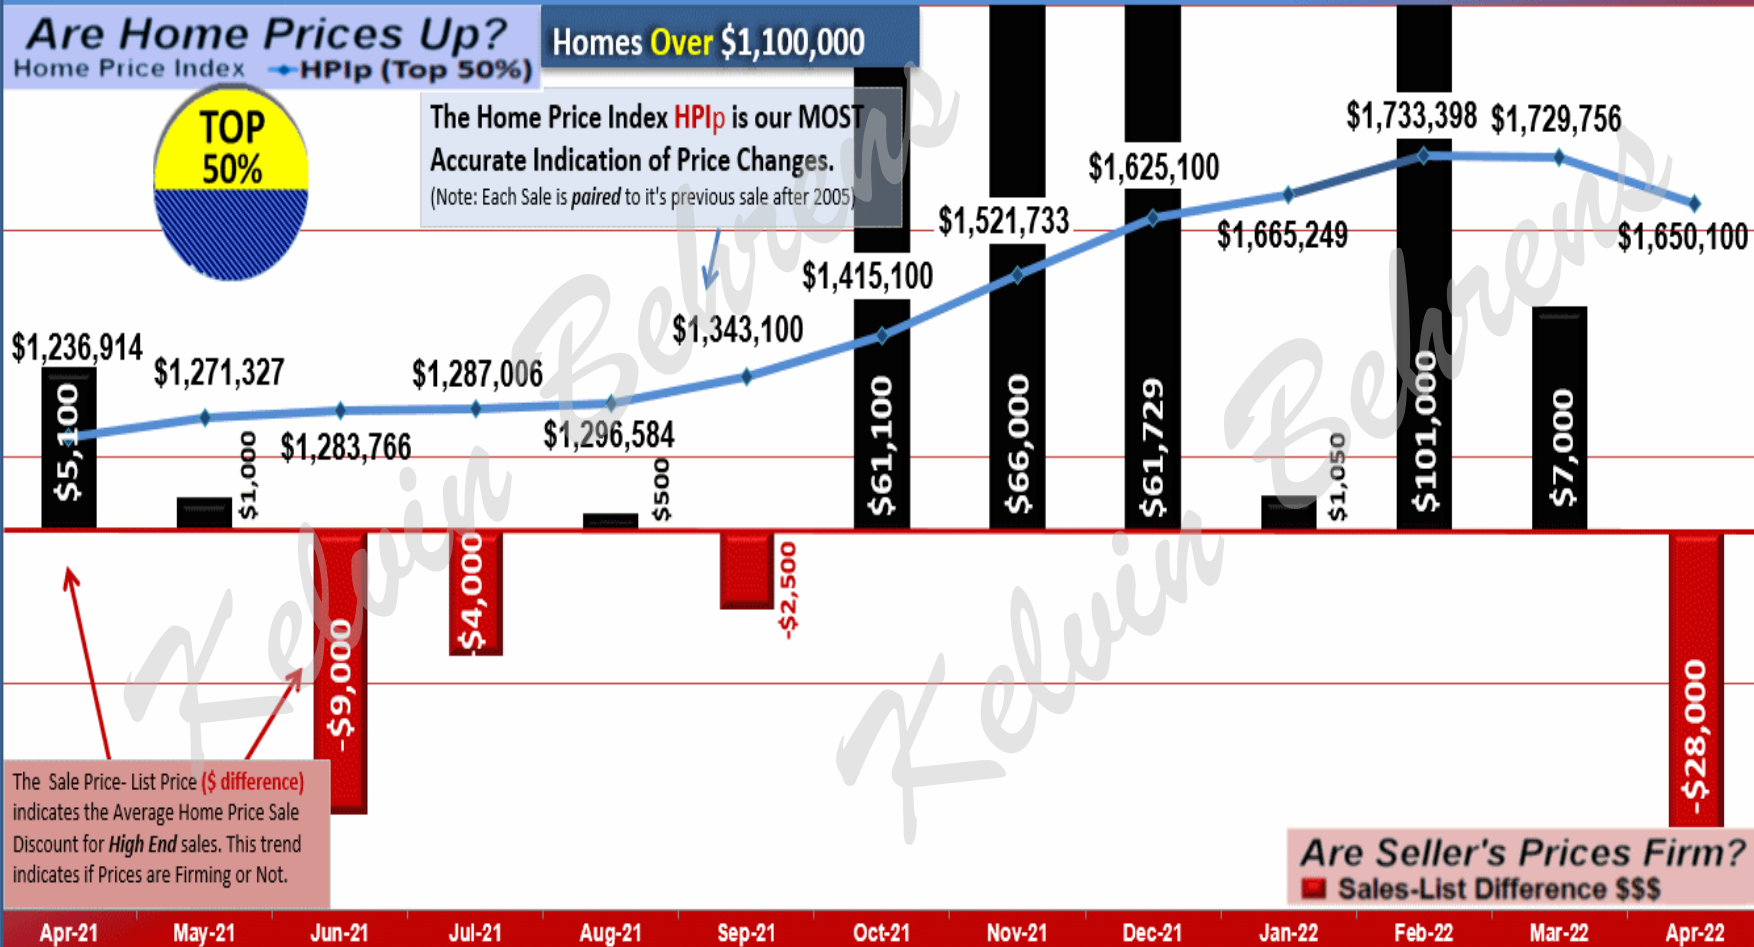 Are Home Prices Up?
Home Price Index HPIp (Top 50%)
Homes Over $1,100,000
TOP
50%
The Home Price Index HPIp is our MOST
Accurate Indication of Price Changes.
(Note: Each Sale is paired to it's previous sale after 2005)
$1,236,914
$1,271,327
$1,283,766
$1,287,006
$1,296,584
$1,343,100
$1,415,100
$1,521,733
$1,625,100
$1,665,249
$1,733,398
$1,729,756
$1,650,100
$5,100
$1,000
-$9,000
-$4,000
$500
-$2,500
$61,100
$66,000
$61,729
$1,050
$101,000
$7,000
-$28,000
Kelvin Behrens
Kelvin Behrens
The Sale Price- List Price ($ difference)
indicates the Average Home Price Sale
Discount for High End sales. This trend
indicates if Prices are Firming or Not.
Are Seller's Prices Firm?
Sales-List Difference $$$
Apr-21 May-21 Jun-21 Jul-21 Aug-21 Sep-21 Oct-21 Nov-21 Dec-21 Jan-22 Feb-22 Mar-22 Apr-22